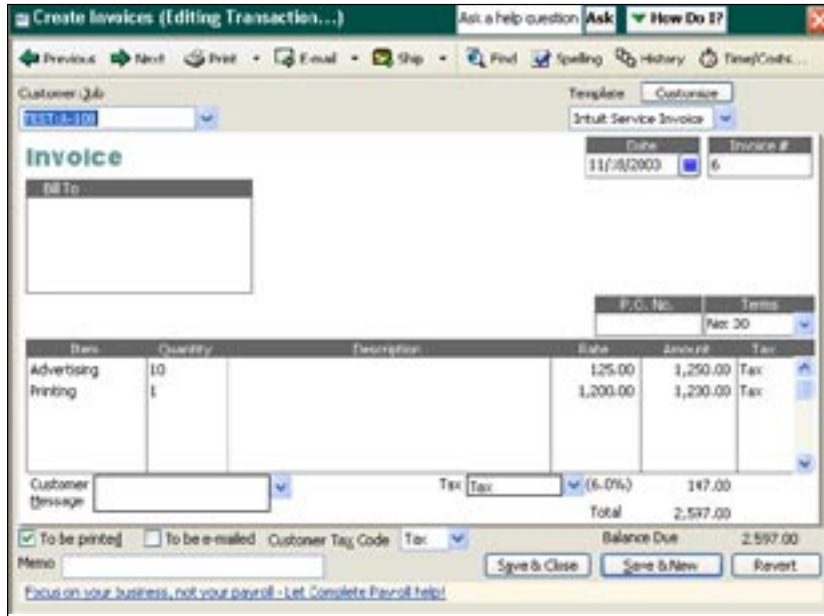 Create Invoices (Editing Transaction...)
Ask a help question Ask How Do I?
Previous Next Print E-mail Ship Find Spelling History Time/Costs...
Customer:Job
Template Customize
TEST:A-100
Intuit Service Invoice
Invoice
Date Invoice #
11/18/2003 6
Bill To
P.O. No. Terms
Net 30
Item Quantity Description Rate Amount Tax
Advertising 10 125.00 1,250.00 Tax
Printing 1 1,200.00 1,200.00 Tax
Customer Message
Tax Tax (6.0%) 147.00
Total 2,597.00
To be printed To be e-mailed Customer Tax Code Tax Balance Due 2,597.00
Memo Save & Close Save & New Revert
Focus on your business, not your payroll - Let Complete Payroll help!